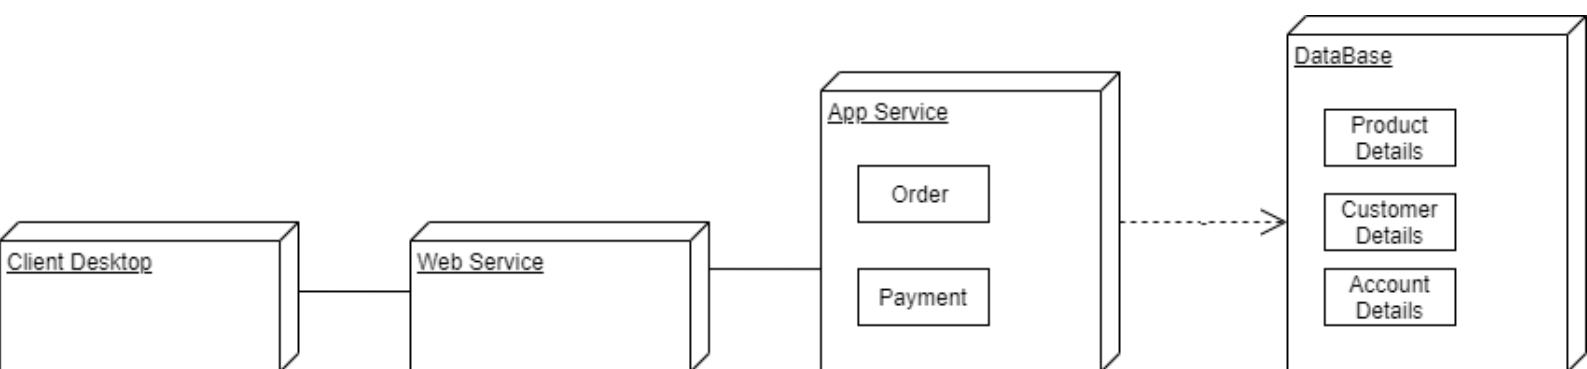 Client Desktop
Web Service
App Service
Order
Payment
DataBase
Product
Details
Customer
Details
Account
Details